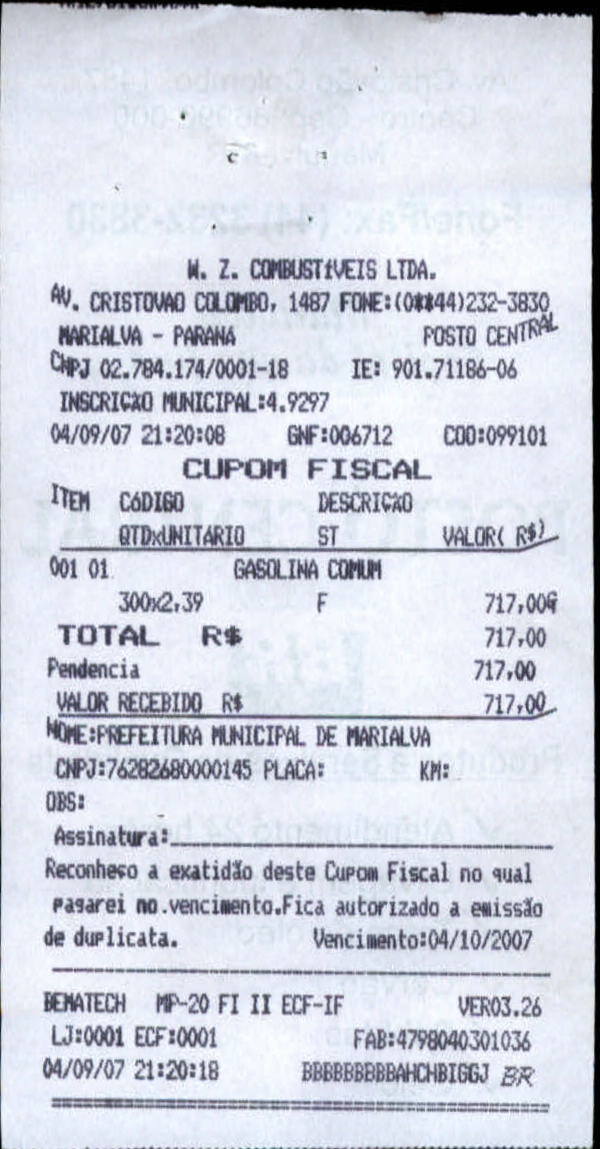 W. Z. COMBUSTíVEIS LTDA.
AV. CRISTOVAO COLOMBO, 1487 FONE:(0**44)232-3830
MARIALVA - PARANA POSTO CENTRAL
CNPJ 02.784.174/0001-18 IE: 901.71186-06
INSCRIÇÃO MUNICIPAL:4.9297
04/09/07 21:20:08 GNF:006712 COO:099101
CUPOM FISCAL
ITEM CóDIGO DESCRIÇÃO
QTDxUNITÁRIO ST VALOR( R$)
001 01 GASOLINA COMUM
300x2,39 F 717,00G
TOTAL R$ 717,00
Pendencia 717,00
VALOR RECEBIDO R$ 717,00
NOME:PREFEITURA MUNICIPAL DE MARIALVA
CNPJ:76282680000145 PLACA: KM:
OBS:
Assinatura:
Reconheço a exatidão deste Cupom Fiscal no qual
pagarei no.vencimento.Fica autorizado a emissão
de duplicata. Vencimento:04/10/2007
BEMATECH MP-20 FI II ECF-IF VER03.26
LJ:0001 ECF:0001 FAB:4798040301036
04/09/07 21:20:18 BBBBBBBBBAHCHBIGGJ BR